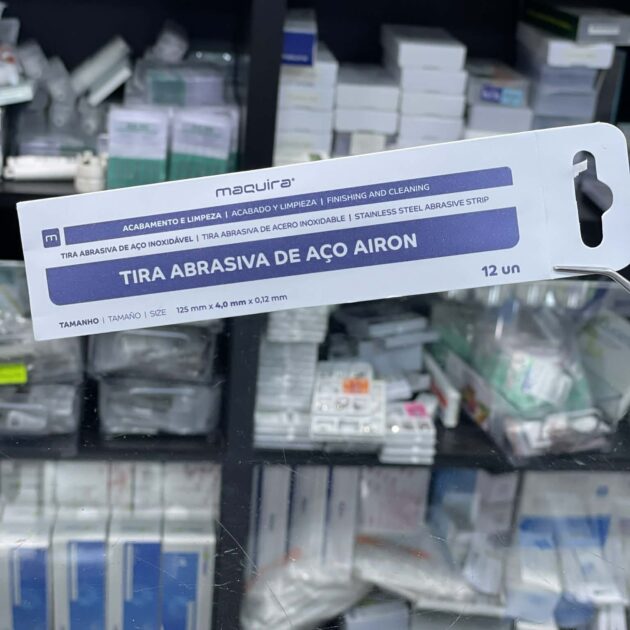 maquira®
ACABAMENTO E LIMPEZA | ACABADO Y LIMPIEZA | FINISHING AND CLEANING
TIRA ABRASIVA DE AÇO INOXIDÁVEL | TIRA ABRASIVA DE ACERO INOXIDABLE | STAINLESS STEEL ABRASIVE STRIP
TIRA ABRASIVA DE AÇO AIRON
12 un
TAMANHO | TAMAÑO | SIZE 125 mm x 4,0 mm x 0,12 mm